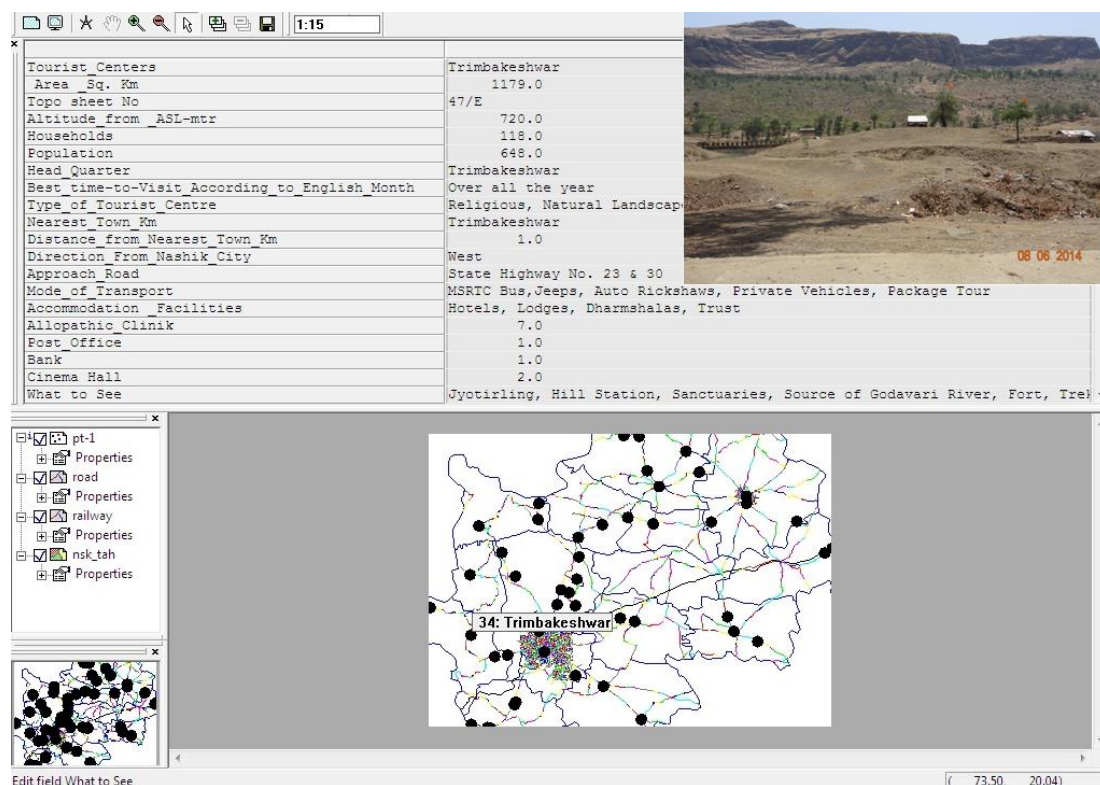 1:15
Tourist_Centers Trimbakeshwar
Area _Sq. Km 1179.0
Topo sheet No 47/E
Altitude_from _ASL-mtr 720.0
Households 118.0
Population 648.0
Head_Quarter Trimbakeshwar
Best_time-to-Visit_According_to_English_Month Over all the year
Type_of_Tourist_Centre Religious, Natural Landscap
Nearest_Town_Km Trimbakeshwar
Distance_from_Nearest_Town_Km 1.0
Direction_From_Nashik_City West
Approach_Road State Highway No. 23 & 30
Mode_of_Transport MSRTC Bus,Jeeps, Auto Rickshaws, Private Vehicles, Package Tour
Accommodation _Facilities Hotels, Lodges, Dharmshalas, Trust
Allopathic_Clinik 7.0
Post_Office 1.0
Bank 1.0
Cinema Hall 2.0
What to See Jyotirling, Hill Station, Sanctuaries, Source of Godavari River, Fort, Trek
08 06 2014
pt-1
Properties
road
Properties
railway
Properties
nsk_tah
Properties
34: Trimbakeshwar
Edit field What to See
( 73.50, 20.04)